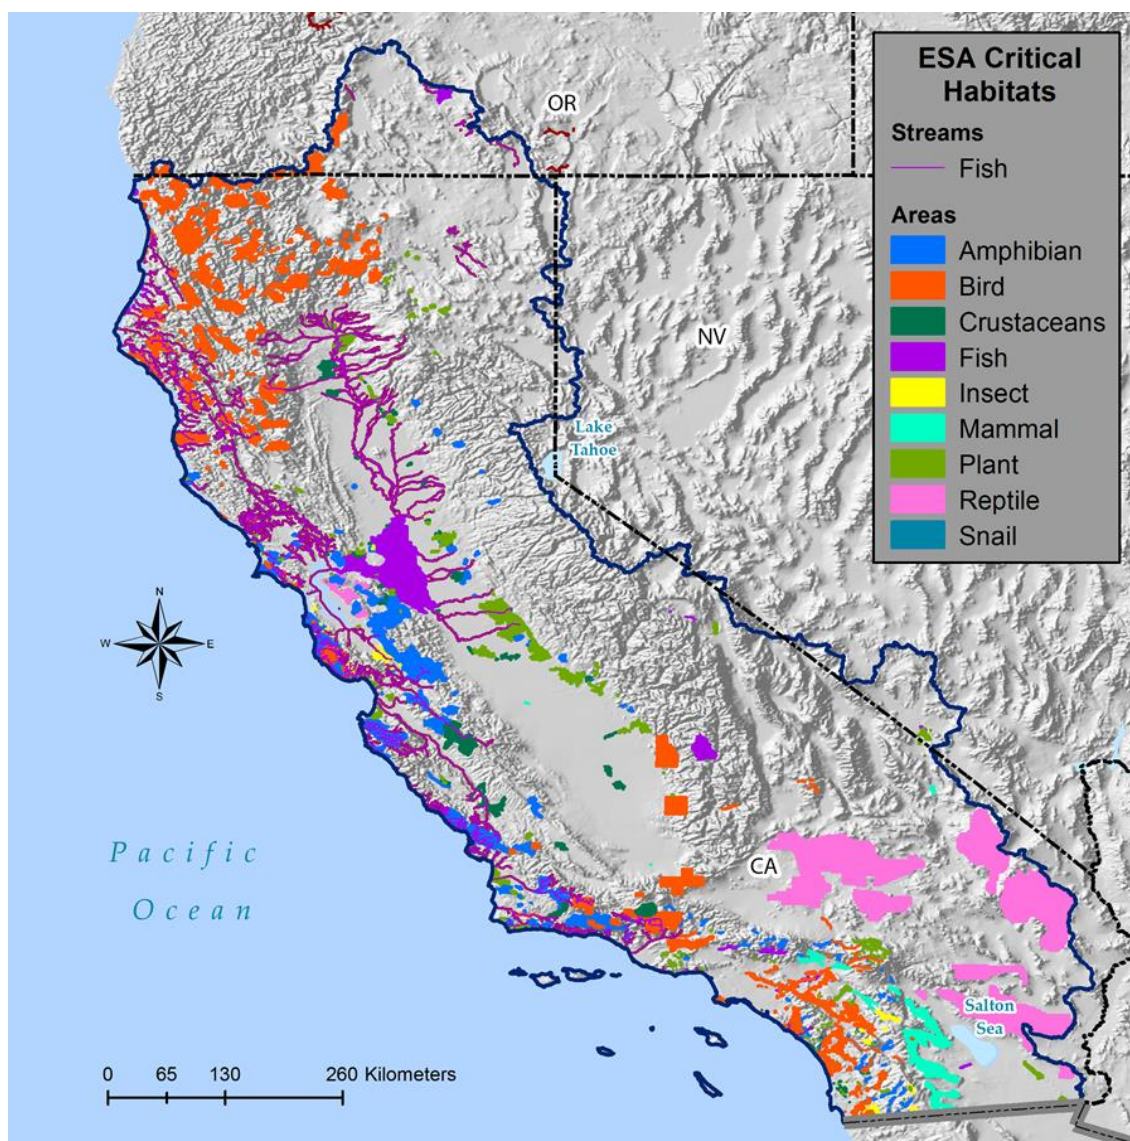 ESA Critical
Habitats
Streams
Fish
Areas
Amphibian
Bird
Crustaceans
Fish
Insect
Mammal
Plant
Reptile
Snail
OR
NV
Lake
Tahoe
N
W E
S
CA
Pacific
Ocean
Salton
Sea
0 65 130 260 Kilometers